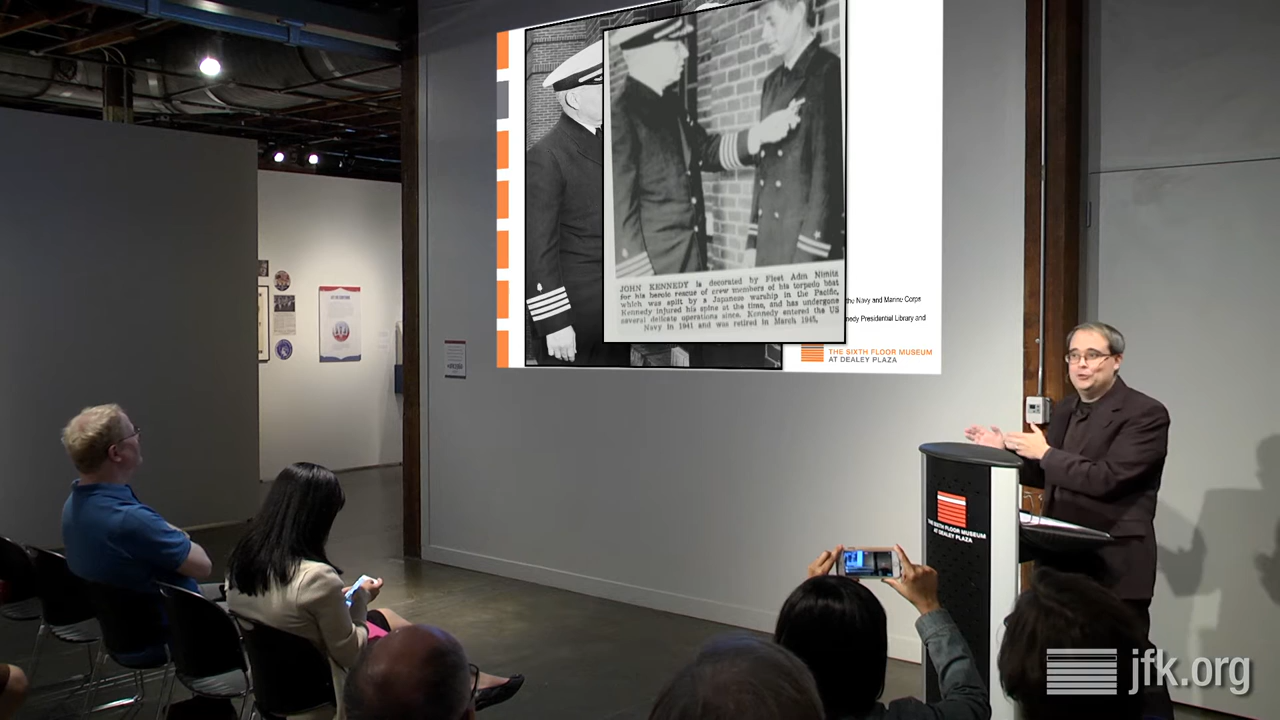 JOHN KENNEDY is decorated by Fleet Adm Nimitz
for his heroic rescue of crew members of his torpedo boat
which was split by a Japanese warship in the Pacific.
Kennedy injured his spine at the time, and has undergone
several delicate operations since. Kennedy entered the US
Navy in 1941 and was retired in March 1945.
the Navy and Marine Corps
nedy Presidential Library and
THE SIXTH FLOOR MUSEUM
AT DEALEY PLAZA
THE SIXTH FLOOR MUSEUM
AT DEALEY PLAZA
jfk.org